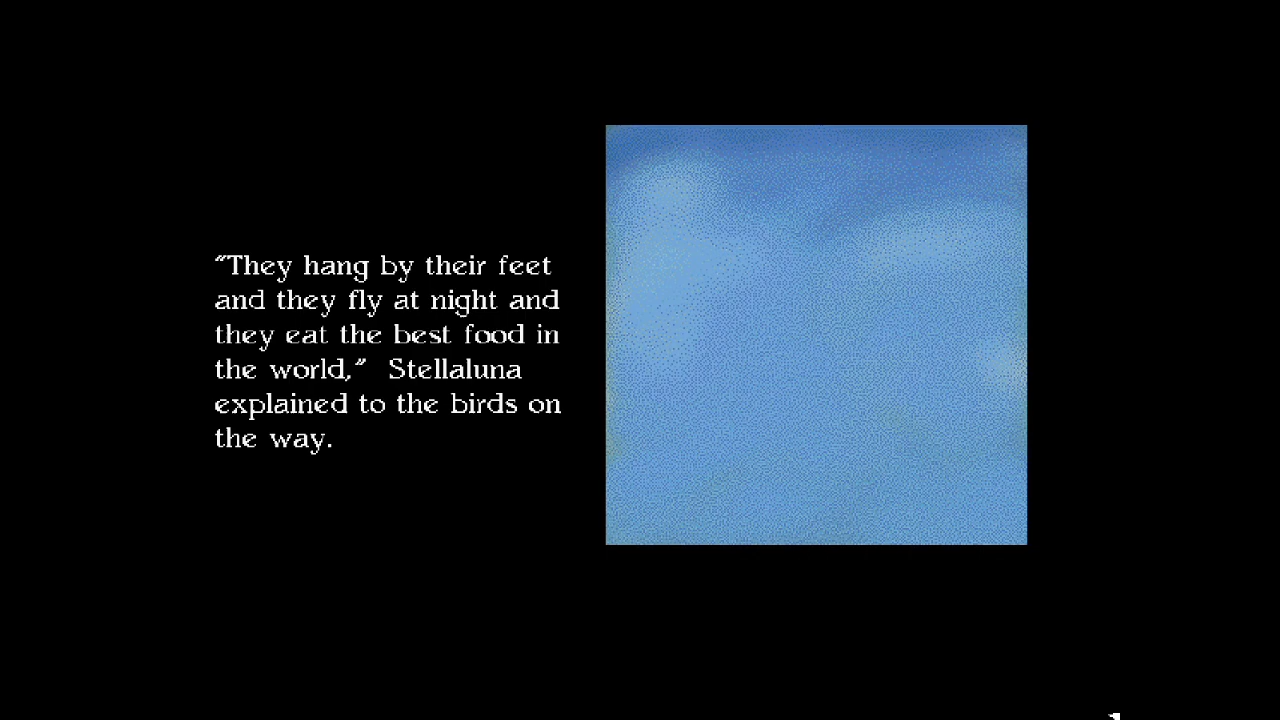 “They hang by their feet
and they fly at night and
they eat the best food in
the world,”  Stellaluna
explained to the birds on
the way.